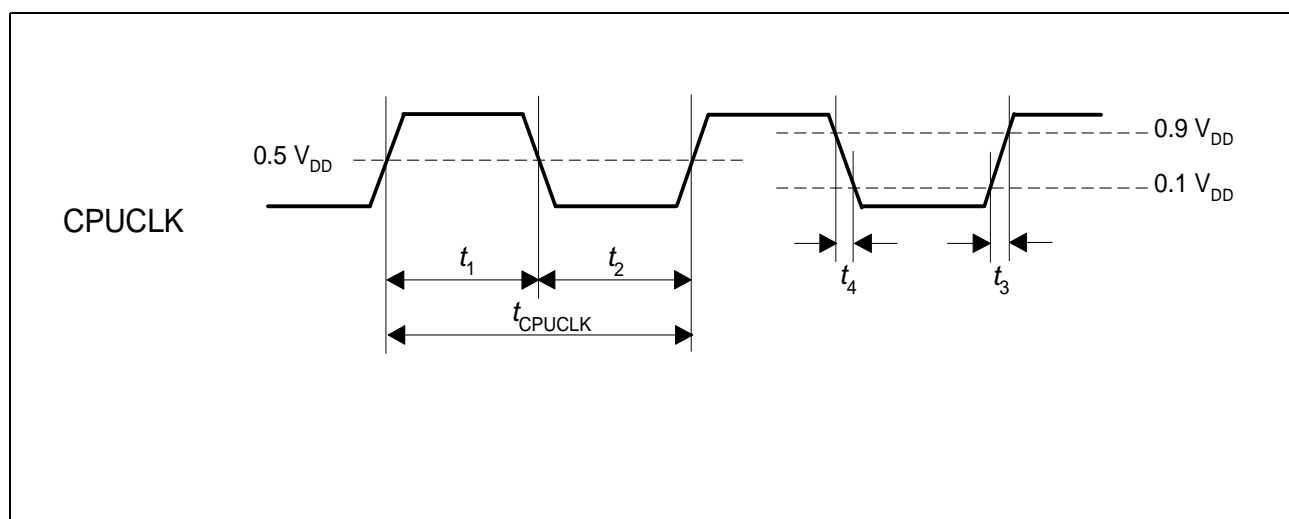 0.5 VDD
0.9 VDD
0.1 VDD
CPUCLK
t1
t2
t4
t3
tCPUCLK